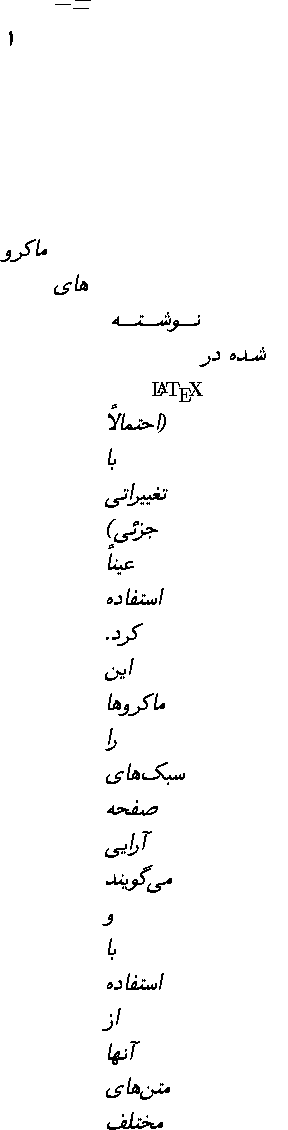 ۱
ماکرو
های
نوشته
شده در
LATEX
(احتمالاً
با
تغییراتی
جزئی)
عیناً
استفاده
کرد.
این
ماکروها
را
سبک‌های
صفحه
آرایی
می‌گویند
و
با
استفاده
از
آنها
متن‌های
مختلف